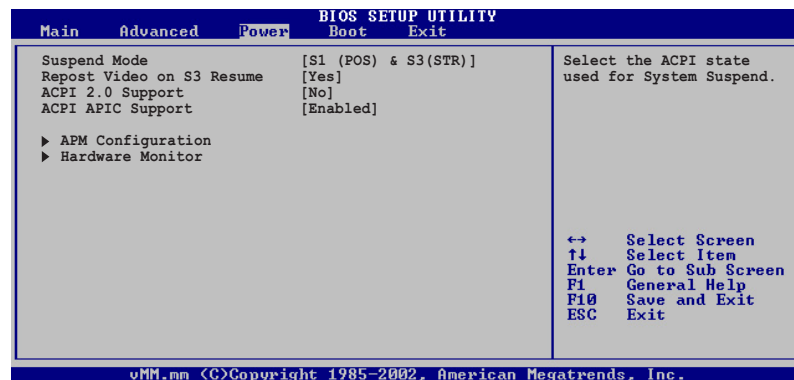 BIOS SETUP UTILITY
Main Advanced Power Boot Exit
Suspend Mode [S1 (POS) & S3(STR)]
Repost Video on S3 Resume [Yes]
ACPI 2.0 Support [No]
ACPI APIC Support [Enabled]
▶ APM Configuration
▶ Hardware Monitor
Select the ACPI state
used for System Suspend.
←→ Select Screen
↑↓ Select Item
Enter Go to Sub Screen
F1 General Help
F10 Save and Exit
ESC Exit
vMM.mm (C)Copyright 1985-2002, American Megatrends, Inc.